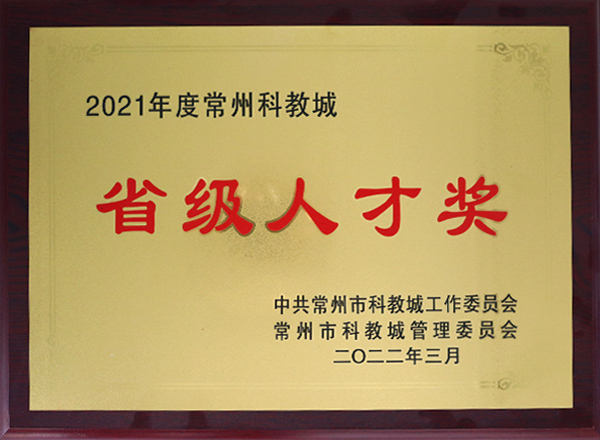 2021年度常州科教城
省级人才奖
中共常州市科教城工作委员会
常州市科教城管理委员会
二〇二二年三月